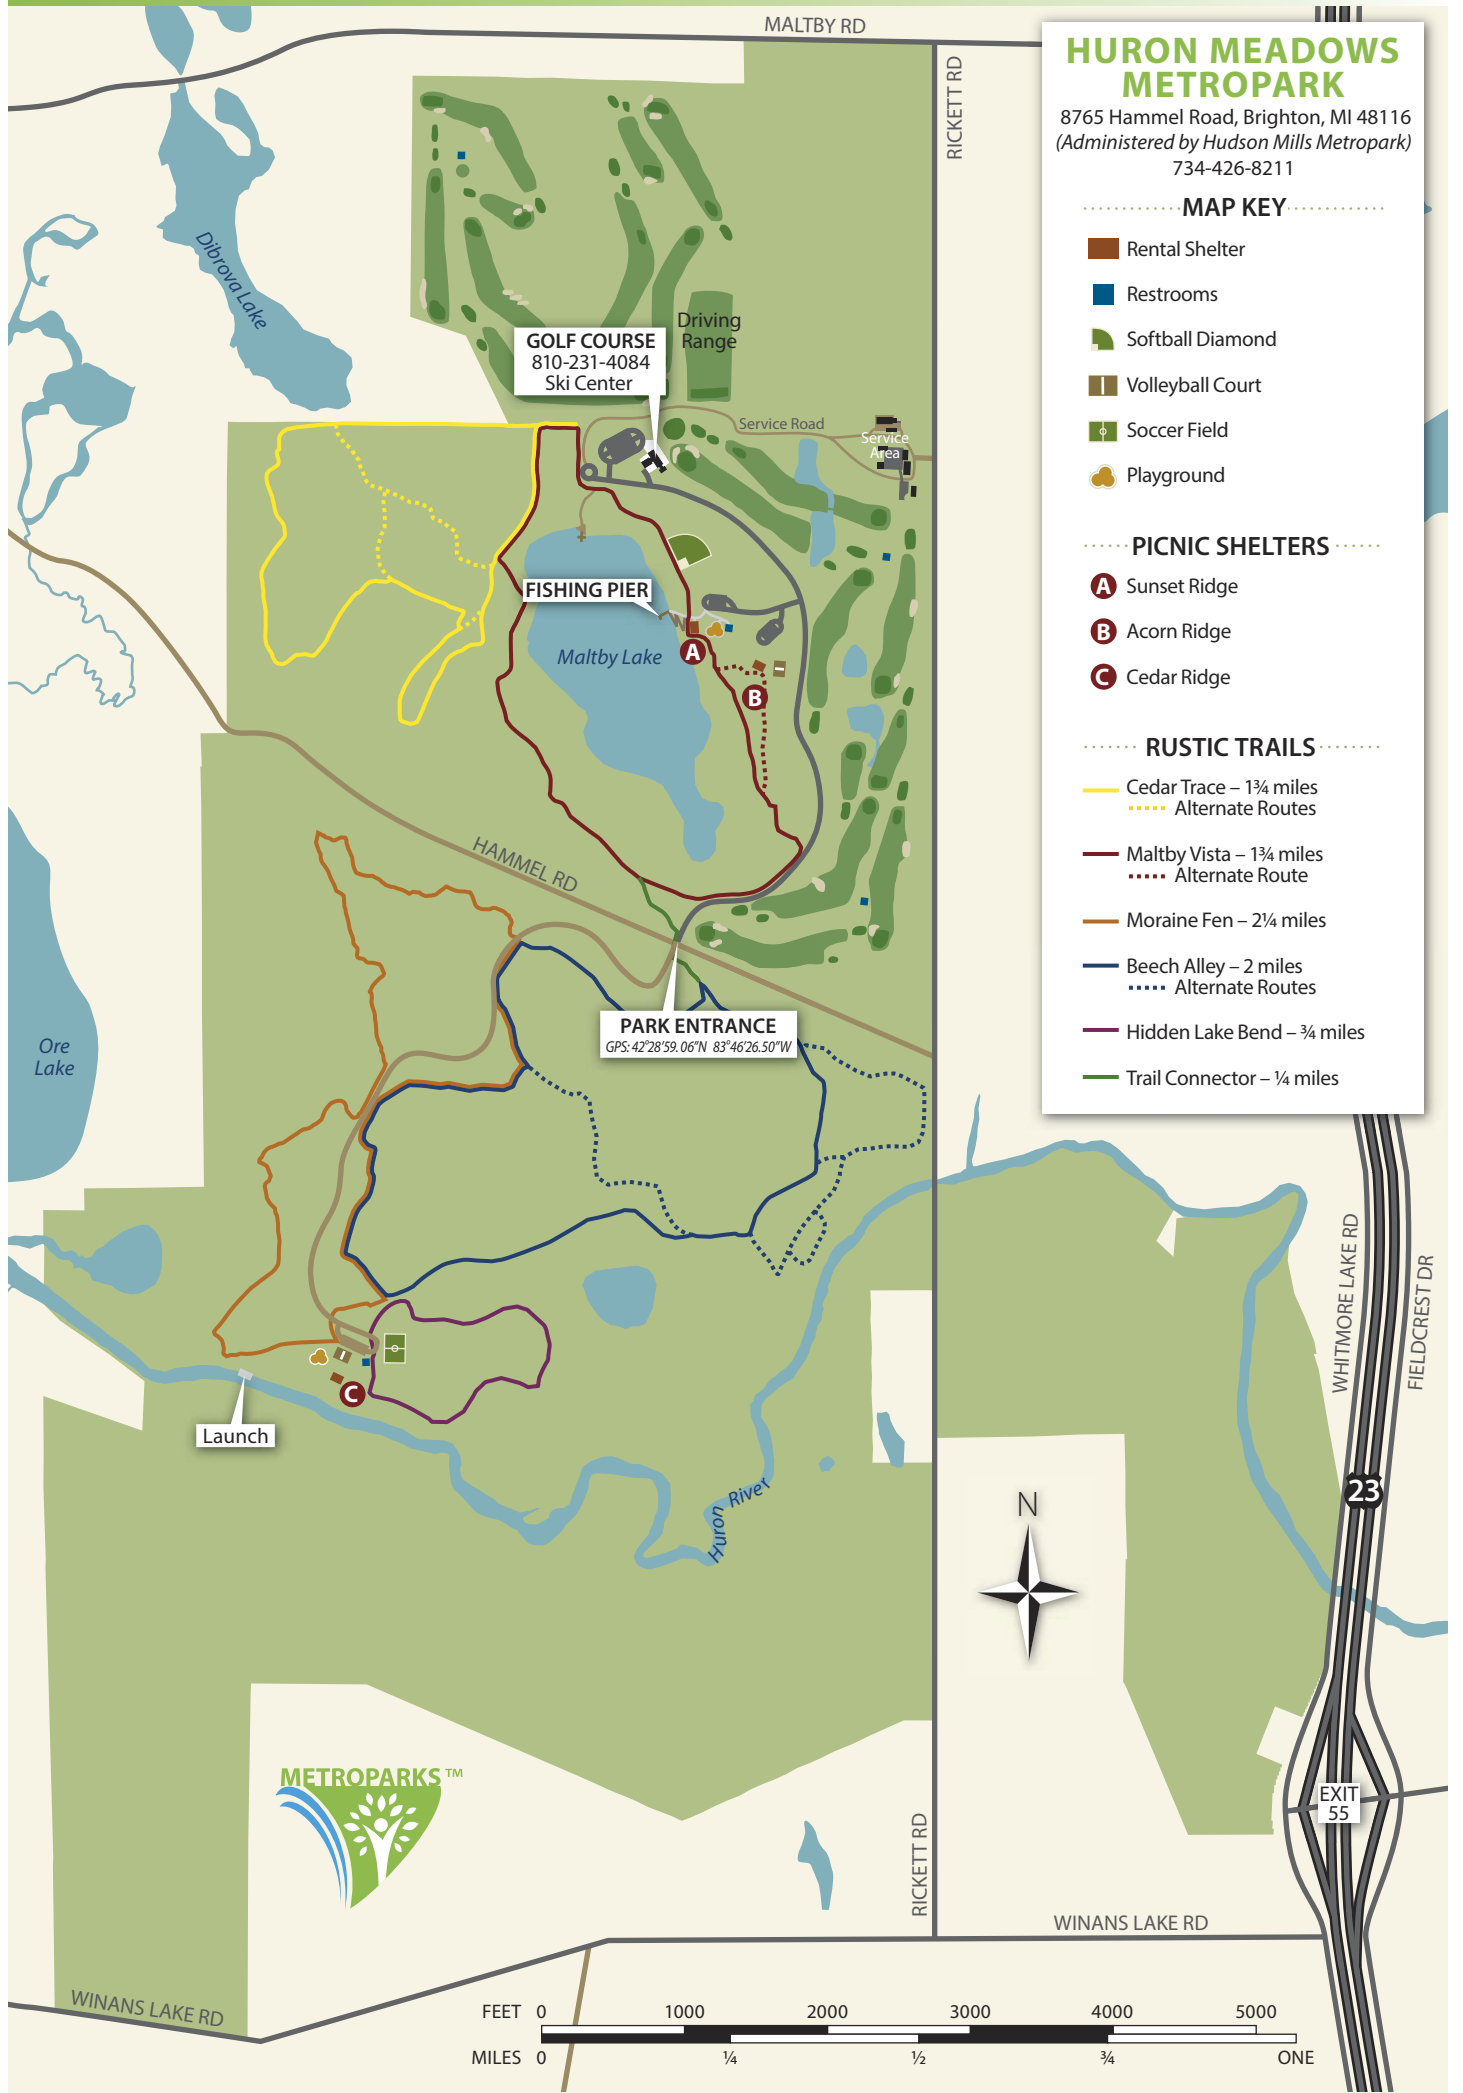 MALTBY RD
RICKETT RD
HURON MEADOWS
METROPARK
8765 Hammel Road, Brighton, MI 48116
(Administered by Hudson Mills Metropark)
734-426-8211
MAP KEY
Rental Shelter
Restrooms
Softball Diamond
Volleyball Court
Soccer Field
Playground
PICNIC SHELTERS
A Sunset Ridge
B Acorn Ridge
C Cedar Ridge
RUSTIC TRAILS
Cedar Trace – 1¾ miles
Alternate Routes
Maltby Vista – 1¾ miles
Alternate Route
Moraine Fen – 2¼ miles
Beech Alley – 2 miles
Alternate Routes
Hidden Lake Bend – ¾ miles
Trail Connector – ¼ miles
Dibrova Lake
Driving
Range
GOLF COURSE
810-231-4084
Ski Center
Service Road
Service
Area
FISHING PIER
Maltby Lake
A
B
HAMMEL RD
PARK ENTRANCE
GPS: 42°28'59.06"N 83°46'26.50"W
Ore
Lake
C
Launch
Huron River
WHITMORE LAKE RD
FIELDCREST DR
23
N
METROPARKS™
EXIT
55
RICKETT RD
WINANS LAKE RD
WINANS LAKE RD
FEET 0 1000 2000 3000 4000 5000
MILES 0 ¼ ½ ¾ ONE